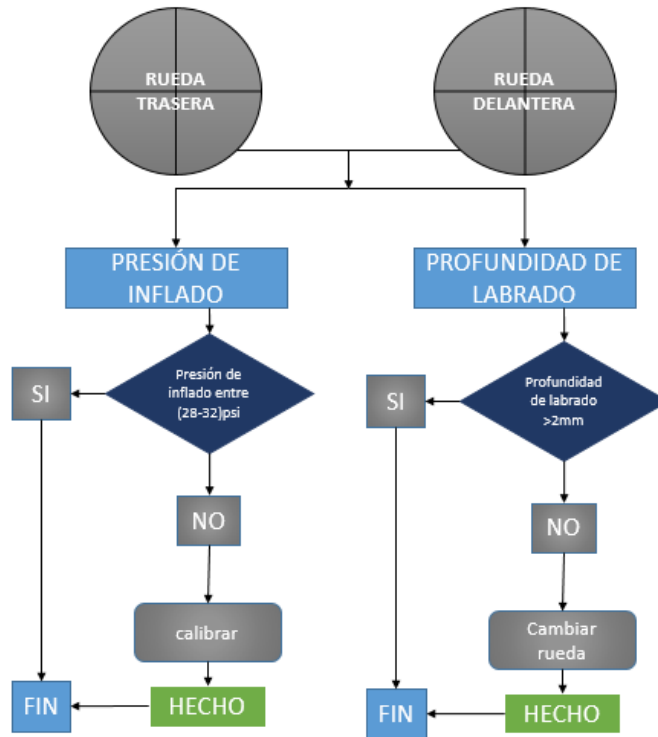 RUEDA
TRASERA
RUEDA
DELANTERA
PRESIÓN DE
INFLADO
PROFUNDIDAD DE
LABRADO
Presión de
inflado entre
(28-32)psi
SI
Profundidad
de labrado
>2mm
SI
NO
NO
calibrar
Cambiar
rueda
FIN
HECHO
FIN
HECHO